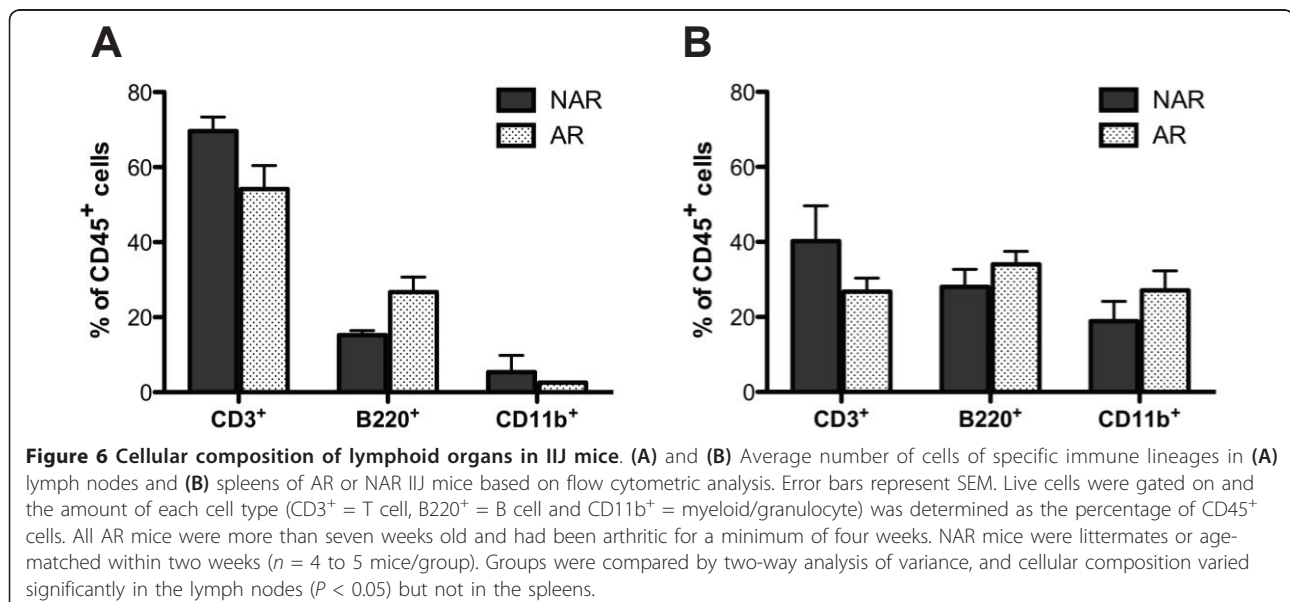 A
B
80
60
40
20
0
% of CD45⁺ cells
NAR
AR
CD3⁺
B220⁺
CD11b⁺
80
60
40
20
0
% of CD45⁺ cells
NAR
AR
CD3⁺
B220⁺
CD11b⁺
Figure 6 Cellular composition of lymphoid organs in IIJ mice. (A) and (B) Average number of cells of specific immune lineages in (A)
lymph nodes and (B) spleens of AR or NAR IIJ mice based on flow cytometric analysis. Error bars represent SEM. Live cells were gated on and
the amount of each cell type (CD3⁺ = T cell, B220⁺ = B cell and CD11b⁺ = myeloid/granulocyte) was determined as the percentage of CD45⁺
cells. All AR mice were more than seven weeks old and had been arthritic for a minimum of four weeks. NAR mice were littermates or age-
matched within two weeks (n = 4 to 5 mice/group). Groups were compared by two-way analysis of variance, and cellular composition varied
significantly in the lymph nodes (P < 0.05) but not in the spleens.